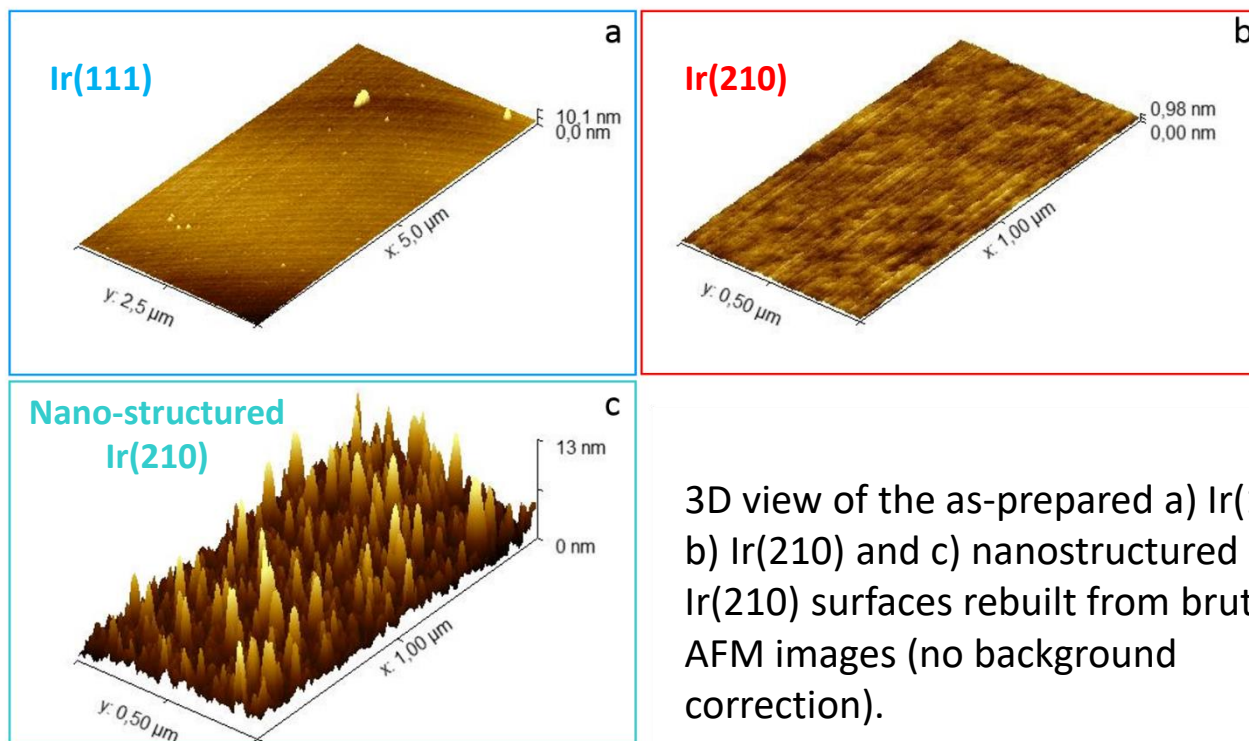 a
Ir(111)
10,1 nm
0,0 nm
x: 5,0 µm
y: 2,5 µm
b
Ir(210)
0,98 nm
0,00 nm
x: 1,00 µm
y: 0,50 µm
c
Nano-structured
Ir(210)
13 nm
0 nm
x: 1,00 µm
y: 0,50 µm
3D view of the as-prepared a)
b) Ir(210) and c) nanostructured
Ir(210) surfaces rebuilt from
AFM images (no background
correction).